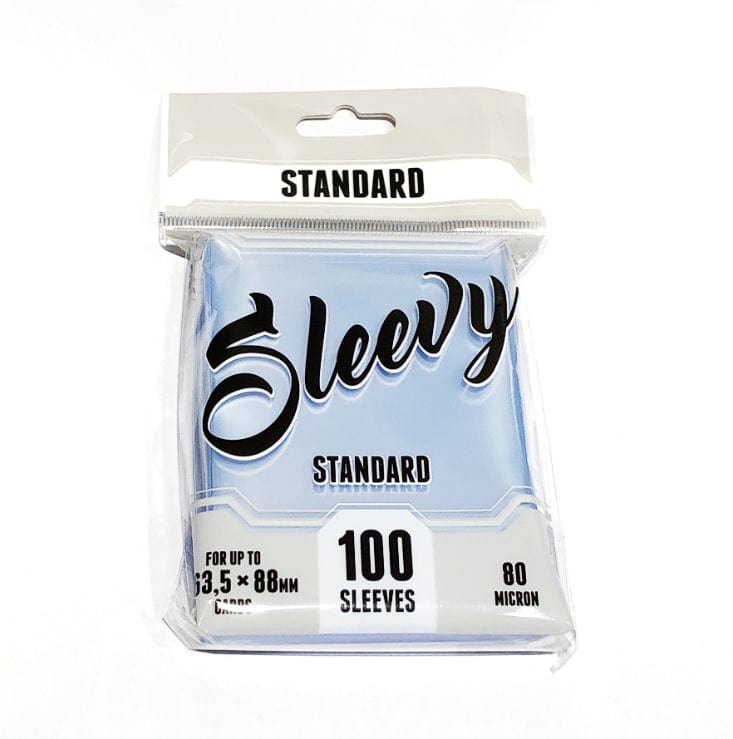 STANDARD
Sleevy
STANDARD
FOR UP TO
63,5 × 88MM
CARDS
100
SLEEVES
80
MICRON